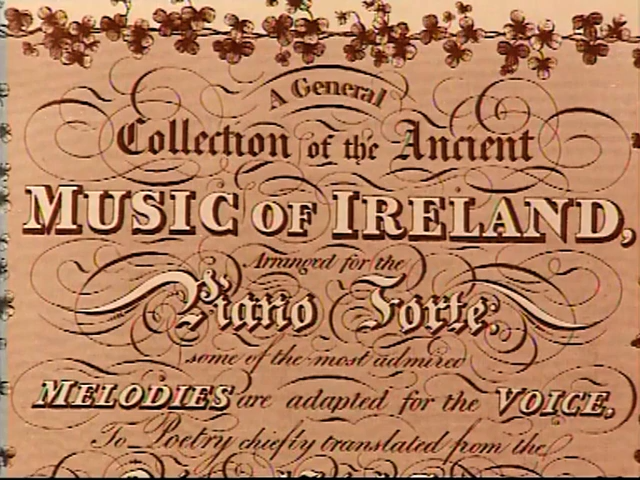 A General
Collection of the Ancient
MUSIC OF IRELAND,
Arranged for the
Piano Forte.
some of the most admired
MELODIES are adapted for the VOICE,
To Poetry chiefly translated from the